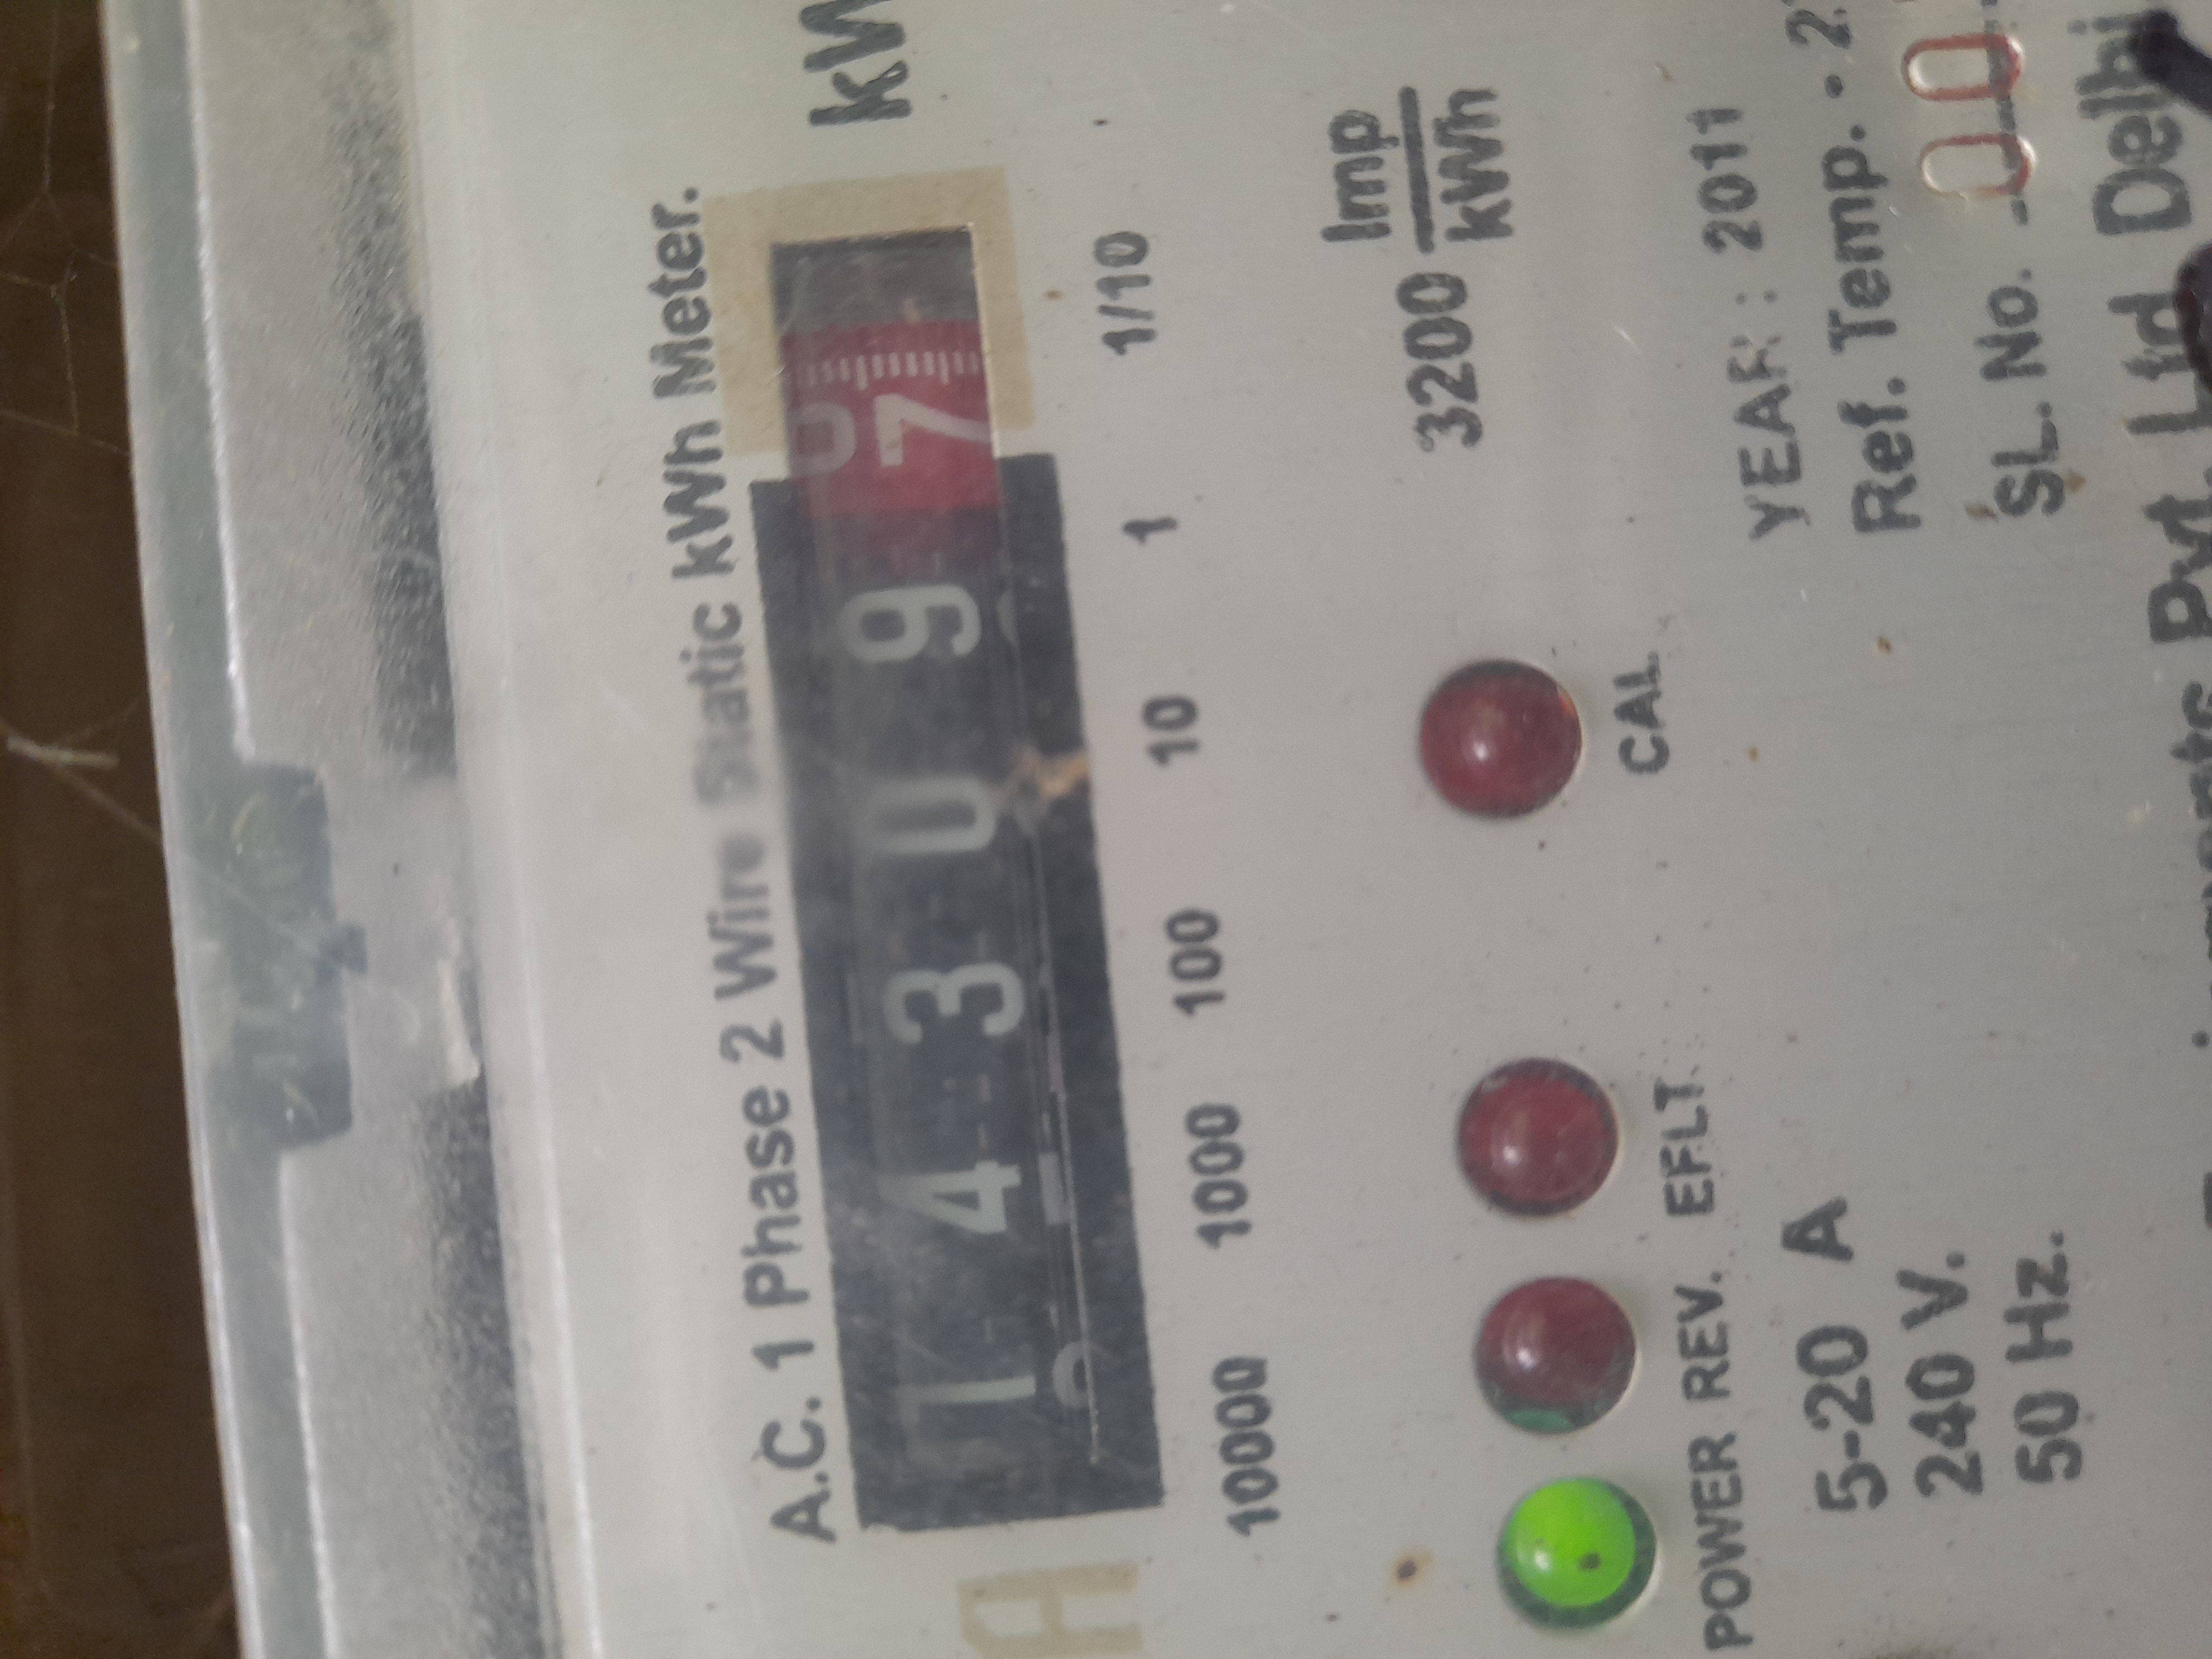 A.C. 1 Phase 2 Wire Static kWh Meter.
1 4 3 0 9 7
kW
10000 1000 100 10 1 1/10
3200 Imp/kWh
POWER REV. EFLT. CAL.
5-20 A
240 V.
50 Hz.
YEAR : 2011
Ref. Temp. - 2
SL. No. - 00
Pvt. Ltd Delhi